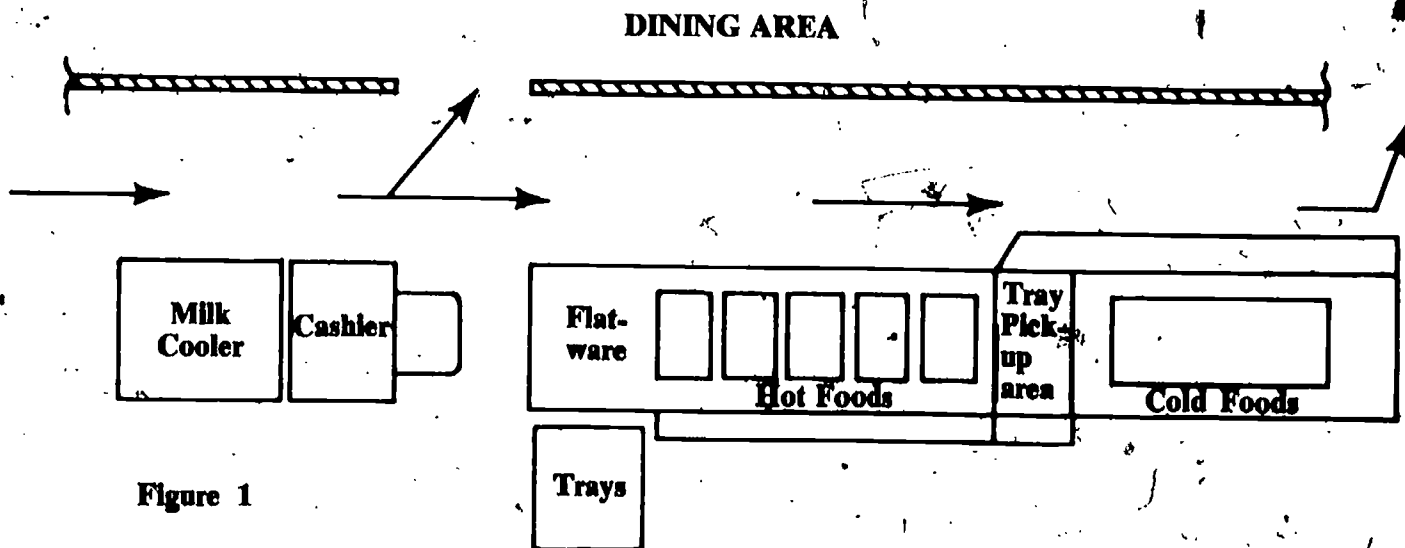 DINING AREA
Milk
Cooler
Cashier
Flat-
ware
Hot Foods
Tray
Pick-
up
area
Cold Foods
Trays
Figure 1